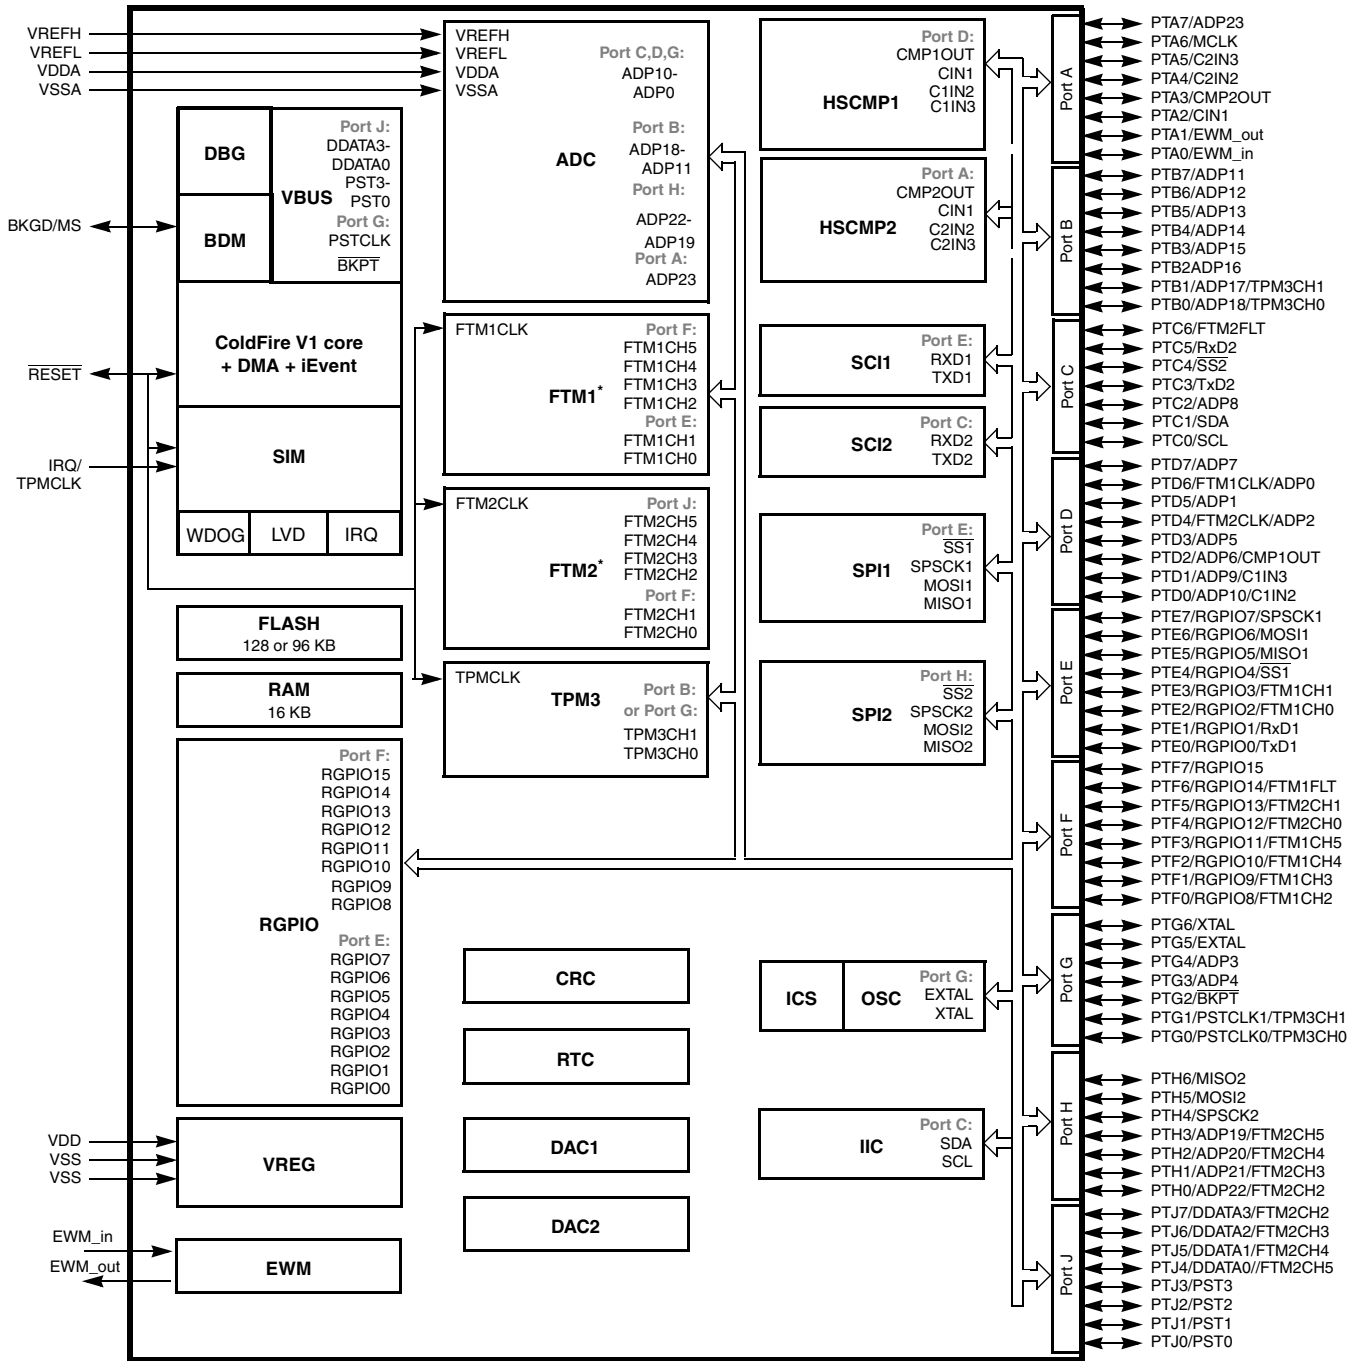 VREFH
VREFL
VDDA
VSSA
BKGD/MS
RESET
IRQ/
TPMCLK
VDD
VSS
VSS
EWM_in
EWM_out
DBG
BDM
VBUS
Port J:
DDATA3-
DDATA0
PST3-
PST0
Port G:
PSTCLK
BKPT
ColdFire V1 core
+ DMA + iEvent
SIM
WDOG
LVD
IRQ
FLASH
128 or 96 KB
RAM
16 KB
RGPIO
Port F:
RGPIO15
RGPIO14
RGPIO13
RGPIO12
RGPIO11
RGPIO10
RGPIO9
RGPIO8
Port E:
RGPIO7
RGPIO6
RGPIO5
RGPIO4
RGPIO3
RGPIO2
RGPIO1
RGPIO0
VREG
EWM
VREFH
VREFL
VDDA
VSSA
ADC
Port C,D,G:
ADP10-
ADP0
Port B:
ADP18-
ADP11
Port H:
ADP22-
ADP19
Port A:
ADP23
FTM1CLK
FTM1*
Port F:
FTM1CH5
FTM1CH4
FTM1CH3
FTM1CH2
Port E:
FTM1CH1
FTM1CH0
FTM2CLK
FTM2*
Port J:
FTM2CH5
FTM2CH4
FTM2CH3
FTM2CH2
Port F:
FTM2CH1
FTM2CH0
TPMCLK
TPM3
Port B:
or Port G:
TPM3CH1
TPM3CH0
CRC
RTC
DAC1
DAC2
HSCMP1
Port D:
CMP1OUT
CIN1
C1IN2
C1IN3
HSCMP2
Port A:
CMP2OUT
CIN1
C2IN2
C2IN3
SCI1
Port E:
RXD1
TXD1
SCI2
Port C:
RXD2
TXD2
SPI1
Port E:
SS1
SPSCK1
MOSI1
MISO1
SPI2
Port H:
SS2
SPSCK2
MOSI2
MISO2
ICS
OSC
Port G:
EXTAL
XTAL
IIC
Port C:
SDA
SCL
Port A
PTA7/ADP23
PTA6/MCLK
PTA5/C2IN3
PTA4/C2IN2
PTA3/CMP2OUT
PTA2/CIN1
PTA1/EWM_out
PTA0/EWM_in
Port B
PTB7/ADP11
PTB6/ADP12
PTB5/ADP13
PTB4/ADP14
PTB3/ADP15
PTB2ADP16
PTB1/ADP17/TPM3CH1
PTB0/ADP18/TPM3CH0
Port C
PTC6/FTM2FLT
PTC5/RxD2
PTC4/SS2
PTC3/TxD2
PTC2/ADP8
PTC1/SDA
PTC0/SCL
Port D
PTD7/ADP7
PTD6/FTM1CLK/ADP0
PTD5/ADP1
PTD4/FTM2CLK/ADP2
PTD3/ADP5
PTD2/ADP6/CMP1OUT
PTD1/ADP9/C1IN3
PTD0/ADP10/C1IN2
Port E
PTE7/RGPIO7/SPSCK1
PTE6/RGPIO6/MOSI1
PTE5/RGPIO5/MISO1
PTE4/RGPIO4/SS1
PTE3/RGPIO3/FTM1CH1
PTE2/RGPIO2/FTM1CH0
PTE1/RGPIO1/RxD1
PTE0/RGPIO0/TxD1
Port F
PTF7/RGPIO15
PTF6/RGPIO14/FTM1FLT
PTF5/RGPIO13/FTM2CH1
PTF4/RGPIO12/FTM2CH0
PTF3/RGPIO11/FTM1CH5
PTF2/RGPIO10/FTM1CH4
PTF1/RGPIO9/FTM1CH3
PTF0/RGPIO8/FTM1CH2
Port G
PTG6/XTAL
PTG5/EXTAL
PTG4/ADP3
PTG3/ADP4
PTG2/BKPT
PTG1/PSTCLK1/TPM3CH1
PTG0/PSTCLK0/TPM3CH0
Port H
PTH6/MISO2
PTH5/MOSI2
PTH4/SPSCK2
PTH3/ADP19/FTM2CH5
PTH2/ADP20/FTM2CH4
PTH1/ADP21/FTM2CH3
PTH0/ADP22/FTM2CH2
Port J
PTJ7/DDATA3/FTM2CH2
PTJ6/DDATA2/FTM2CH3
PTJ5/DDATA1/FTM2CH4
PTJ4/DDATA0//FTM2CH5
PTJ3/PST3
PTJ2/PST2
PTJ1/PST1
PTJ0/PST0